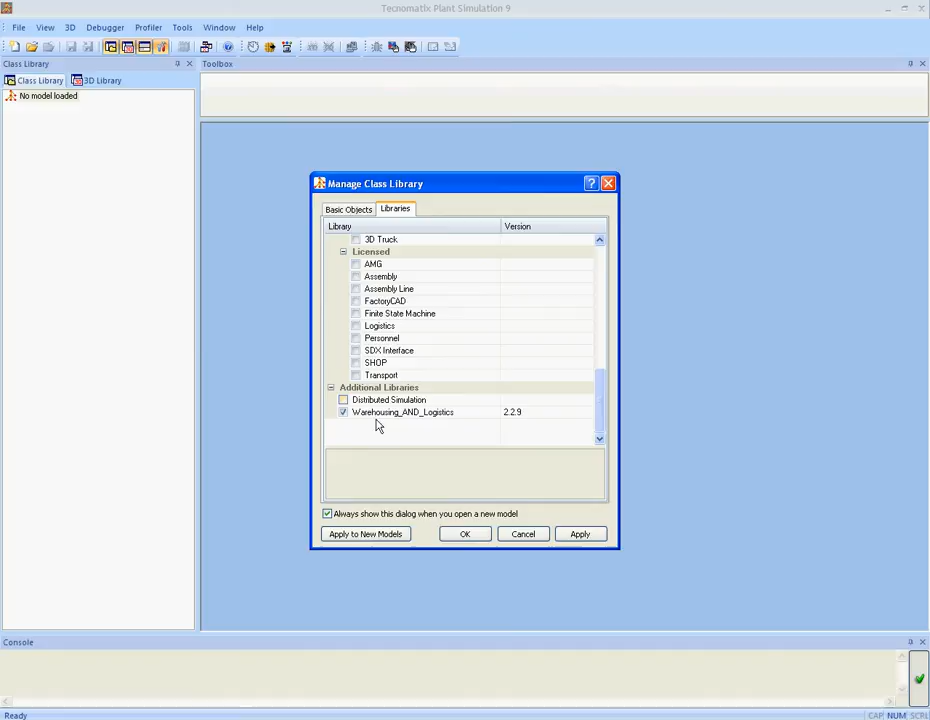 Tecnomatix Plant Simulation 9
File View 3D Debugger Profiler Tools Window Help
Class Library
Toolbox
Class Library 3D Library
No model loaded
Manage Class Library
Basic Objects Libraries
Library Version
3D Truck
Licensed
AMG
Assembly
Assembly Line
FactoryCAD
Finite State Machine
Logistics
Personnel
SDX Interface
SHOP
Transport
Additional Libraries
Distributed Simulation
Warehousing_AND_Logistics 2.2.9
Always show this dialog when you open a new model
Apply to New Models OK Cancel Apply
Console
Ready CAP NUM SCRL